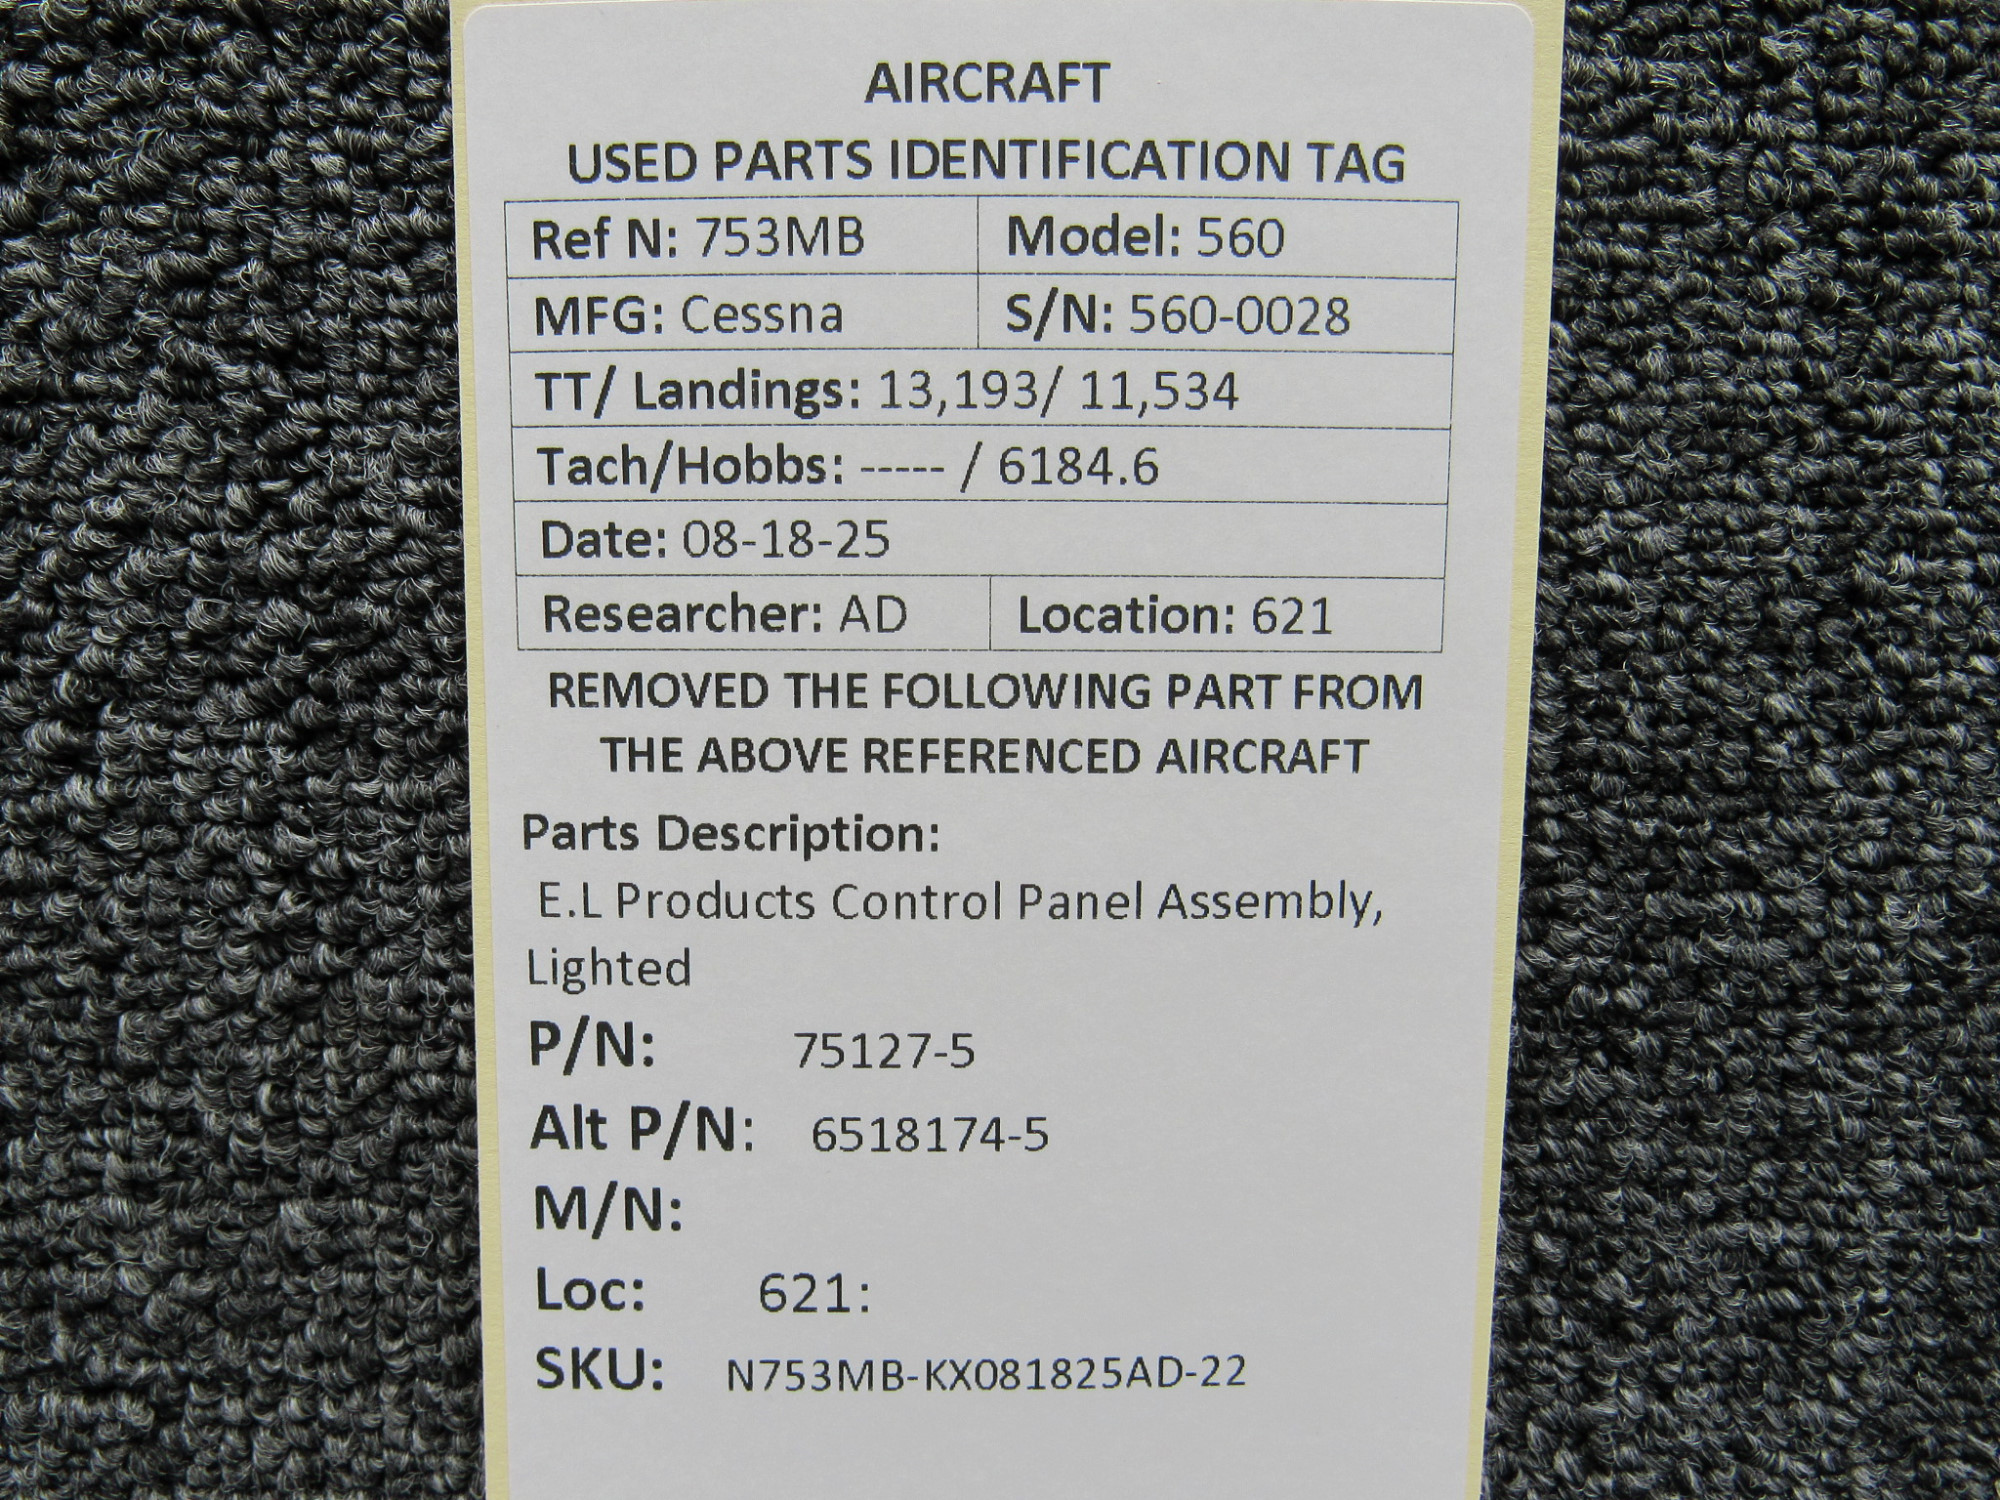 AIRCRAFT
USED PARTS IDENTIFICATION TAG
Ref N: 753MB Model: 560
MFG: Cessna S/N: 560-0028
TT/ Landings: 13,193/ 11,534
Tach/Hobbs: ----- / 6184.6
Date: 08-18-25
Researcher: AD Location: 621
REMOVED THE FOLLOWING PART FROM
THE ABOVE REFERENCED AIRCRAFT
Parts Description:
E.L Products Control Panel Assembly,
Lighted
P/N: 75127-5
Alt P/N: 6518174-5
M/N:
Loc: 621:
SKU: N753MB-KX081825AD-22